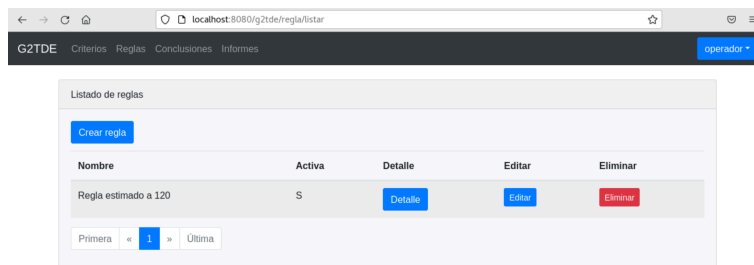 localhost:8080/g2tde/regla/listar
G2TDE Criterios Reglas Conclusiones Informes operador
Listado de reglas
Crear regla
Nombre Activa Detalle Editar Eliminar
Regla estimado a 120 S Detalle Editar Eliminar
Primera « 1 » Última